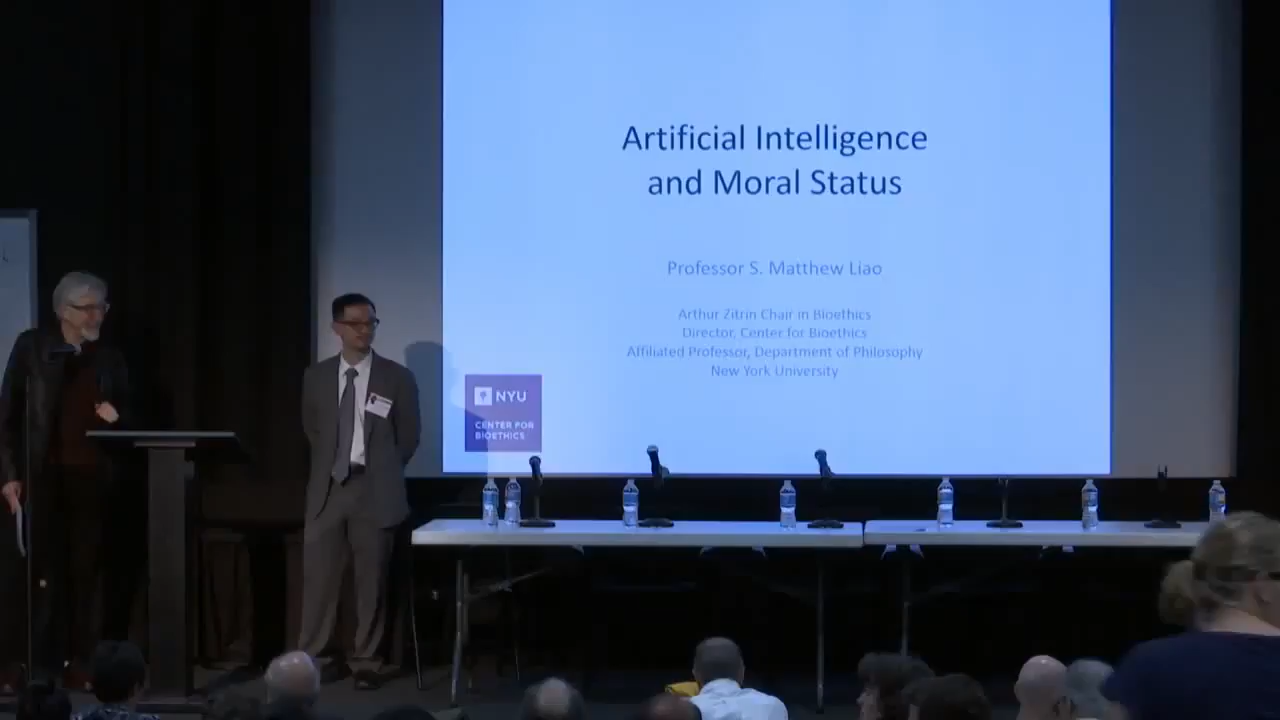 Artificial Intelligence
and Moral Status
Professor S. Matthew Liao
Arthur Zitrin Chair in Bioethics
Director, Center for Bioethics
Affiliated Professor, Department of Philosophy
New York University
NYU
CENTER FOR
BIOETHICS